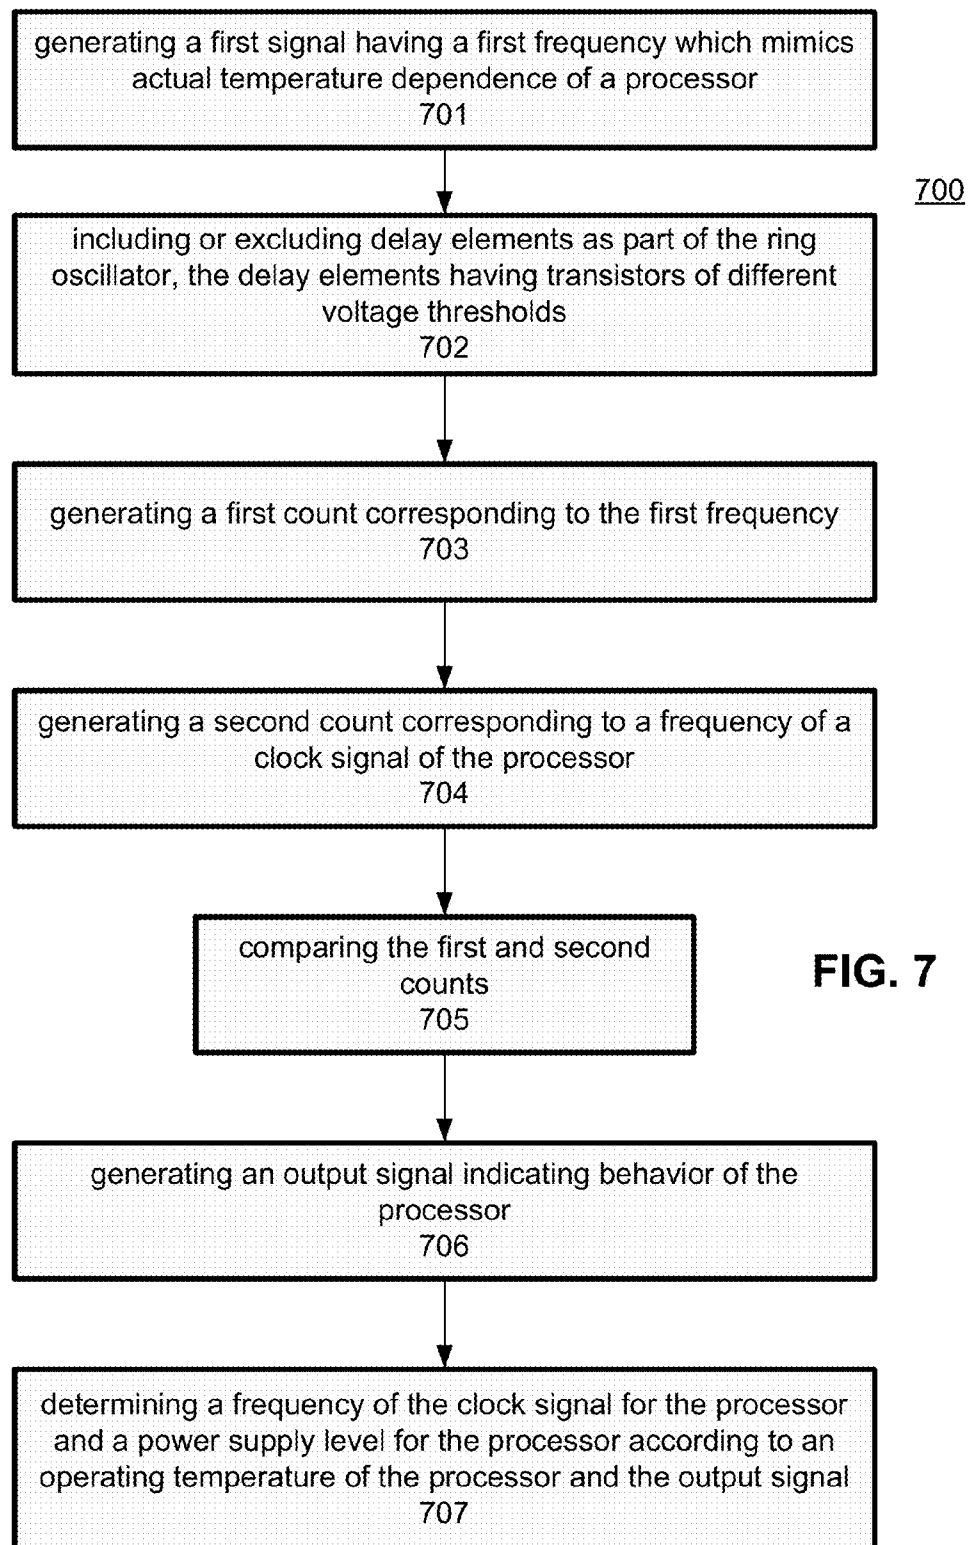 generating a first signal having a first frequency which mimics
actual temperature dependence of a processor
701
700
including or excluding delay elements as part of the ring
oscillator, the delay elements having transistors of different
voltage thresholds
702
generating a first count corresponding to the first frequency
703
generating a second count corresponding to a frequency of a
clock signal of the processor
704
comparing the first and second
counts
705
FIG. 7
generating an output signal indicating behavior of the
processor
706
determining a frequency of the clock signal for the processor
and a power supply level for the processor according to an
operating temperature of the processor and the output signal
707